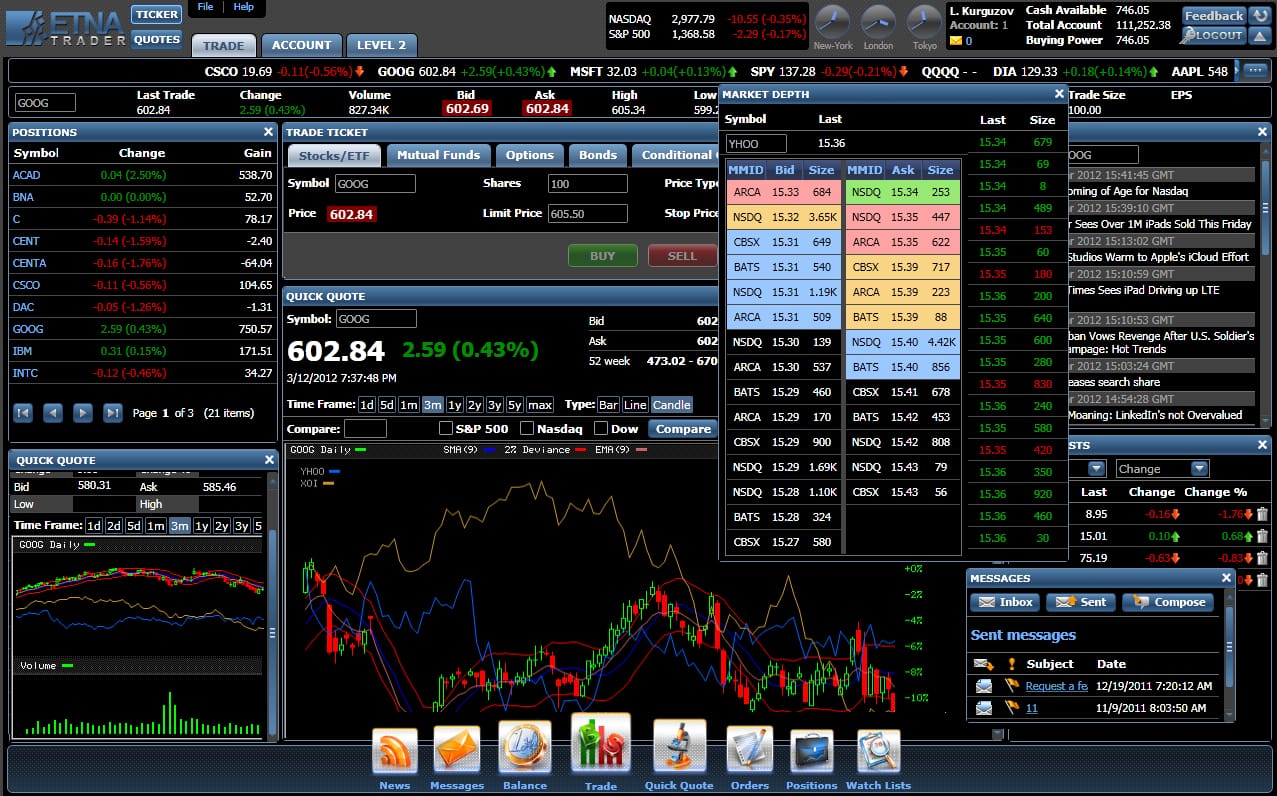 ETNA
TRADER
TICKER
QUOTES
File Help
TRADE ACCOUNT LEVEL 2
NASDAQ 2,977.79 -10.55 (-0.35%)
S&P 500 1,368.58 -2.29 (-0.17%)
New-York London Tokyo
L. Kurguzov Cash Available 746.05
Account: 1 Total Account 111,252.38
0 Buying Power 746.05
Feedback
LOGOUT
CSCO 19.69 -0.11(-0.56%) GOOG 602.84 +2.59(+0.43%) MSFT 32.03 +0.04(+0.13%) SPY 137.28 -0.29(-0.21%) QQQQ - - DIA 129.33 +0.18(+0.14%) AAPL 548
GOOG
Last Trade Change Volume Bid Ask High Low Trade Size EPS
602.84 2.59 (0.43%) 827.34K 602.69 602.84 605.34 599.2 100.00
POSITIONS
Symbol Change Gain
ACAD 0.04 (2.50%) 538.70
BNA 0.00 (0.00%) 52.70
C -0.39 (-1.14%) 78.17
CENT -0.14 (-1.59%) -2.40
CENTA -0.16 (-1.76%) -64.04
CSCO -0.11 (-0.56%) 104.65
DAC -0.05 (-1.26%) -1.31
GOOG 2.59 (0.43%) 750.57
IBM 0.31 (0.15%) 171.51
INTC -0.12 (-0.46%) 34.27
Page 1 of 3 (21 items)
TRADE TICKET
Stocks/ETF Mutual Funds Options Bonds Conditional
Symbol GOOG Shares 100 Price Type
Price 602.84 Limit Price 605.50 Stop Price
BUY SELL
QUICK QUOTE
Symbol: GOOG
602.84 2.59 (0.43%)
3/12/2012 7:37:48 PM
Bid 602
Ask 602
52 week 473.02 - 670
Time Frame: 1d 5d 1m 3m 1y 2y 3y 5y max Type: Bar Line Candle
Compare: S&P 500 Nasdaq Dow Compare
GOOG Daily SMA(9) 2% Deviance EMA(9)
YHOO
XOI
+0%
-2%
-4%
-6%
-8%
-10%
MARKET DEPTH
Symbol Last
YHOO 15.36
MMID Bid Size MMID Ask Size
ARCA 15.33 684 NSDQ 15.34 253
NSDQ 15.32 3.65K NSDQ 15.35 447
CBSX 15.31 649 ARCA 15.35 622
BATS 15.31 540 CBSX 15.39 717
NSDQ 15.31 1.19K ARCA 15.39 223
ARCA 15.31 509 BATS 15.39 88
NSDQ 15.30 139 NSDQ 15.40 4.42K
ARCA 15.30 537 BATS 15.40 856
BATS 15.29 460 CBSX 15.41 678
ARCA 15.29 170 BATS 15.42 453
CBSX 15.29 900 NSDQ 15.42 808
NSDQ 15.29 1.69K NSDQ 15.43 79
NSDQ 15.28 1.10K CBSX 15.43 56
BATS 15.28 324
CBSX 15.27 580
Last Size
15.34 679
15.34 69
15.34 8
15.34 489
15.34 153
15.35 60
15.35 180
15.36 200
15.35 640
15.35 600
15.35 280
15.35 830
15.36 240
15.35 580
15.35 420
15.36 350
15.36 920
15.36 460
15.36 30
OOG
2012 15:41:45 GMT
oming of Age for Nasdaq
2012 15:39:10 GMT
r Sees Over 1M iPads Sold This Friday
2012 15:13:02 GMT
Studios Warm to Apple's iCloud Effort
2012 15:10:59 GMT
Times Sees iPad Driving up LTE
2012 15:10:53 GMT
ban Vows Revenge After U.S. Soldier's
ampage: Hot Trends
2012 15:03:24 GMT
eases search share
2012 14:54:28 GMT
Moaning: LinkedIn's not Overvalued
STS
Change
Last Change Change %
8.95 -0.16 -1.76
15.01 0.10 0.68
75.19 -0.63 -0.83
QUICK QUOTE
Bid 580.31 Ask 585.46
Low High
Time Frame: 1d 2d 5d 1m 3m 1y 2y 3y 5
GOOG Daily
Volume
MESSAGES
Inbox Sent Compose
Sent messages
Subject Date
Request a fe 12/19/2011 7:20:12 AM
11 11/9/2011 8:03:50 AM
News Messages Balance Trade Quick Quote Orders Positions Watch Lists